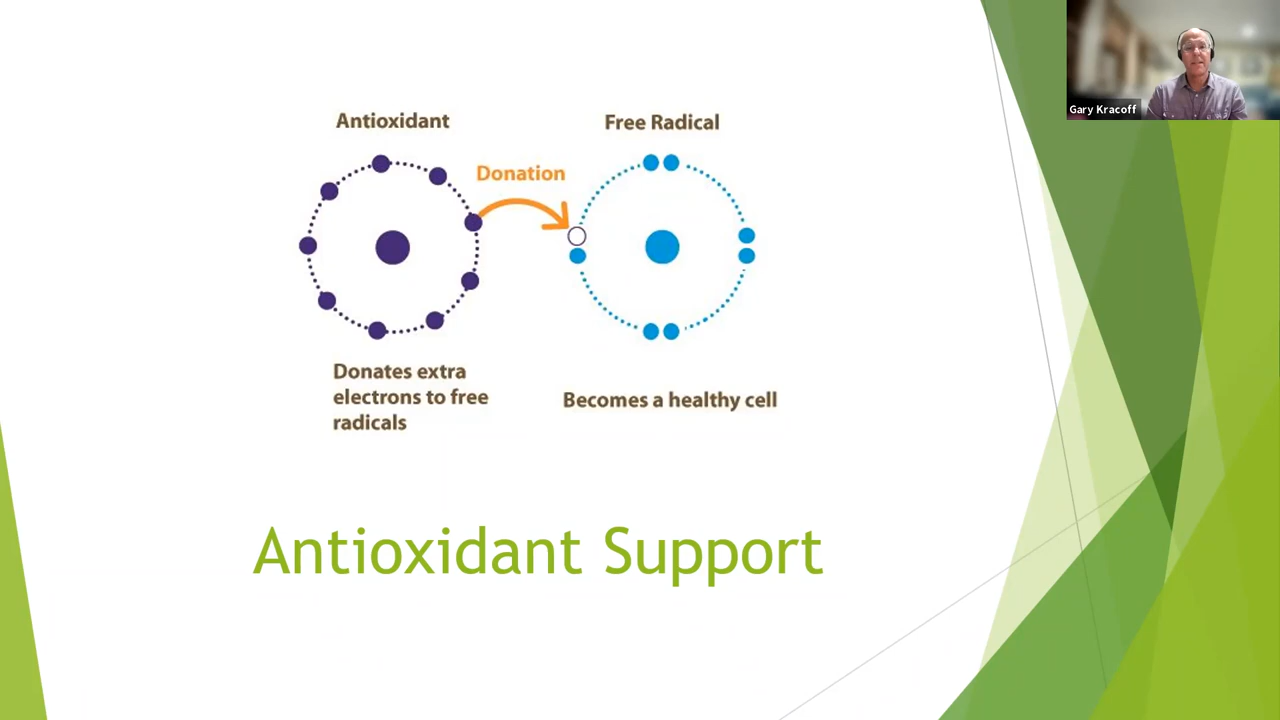 Gary Kracoff
Antioxidant
Free Radical
Donation
Donates extra
electrons to free
radicals
Becomes a healthy cell
Antioxidant Support